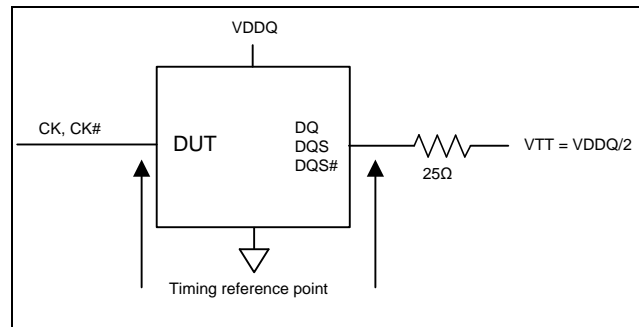 VDDQ
CK, CK#
DUT
DQ
DQS
DQS#
VTT = VDDQ/2
25Ω
Timing reference point